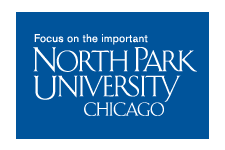 Focus on the important
NORTH PARK
UNIVERSITY
CHICAGO